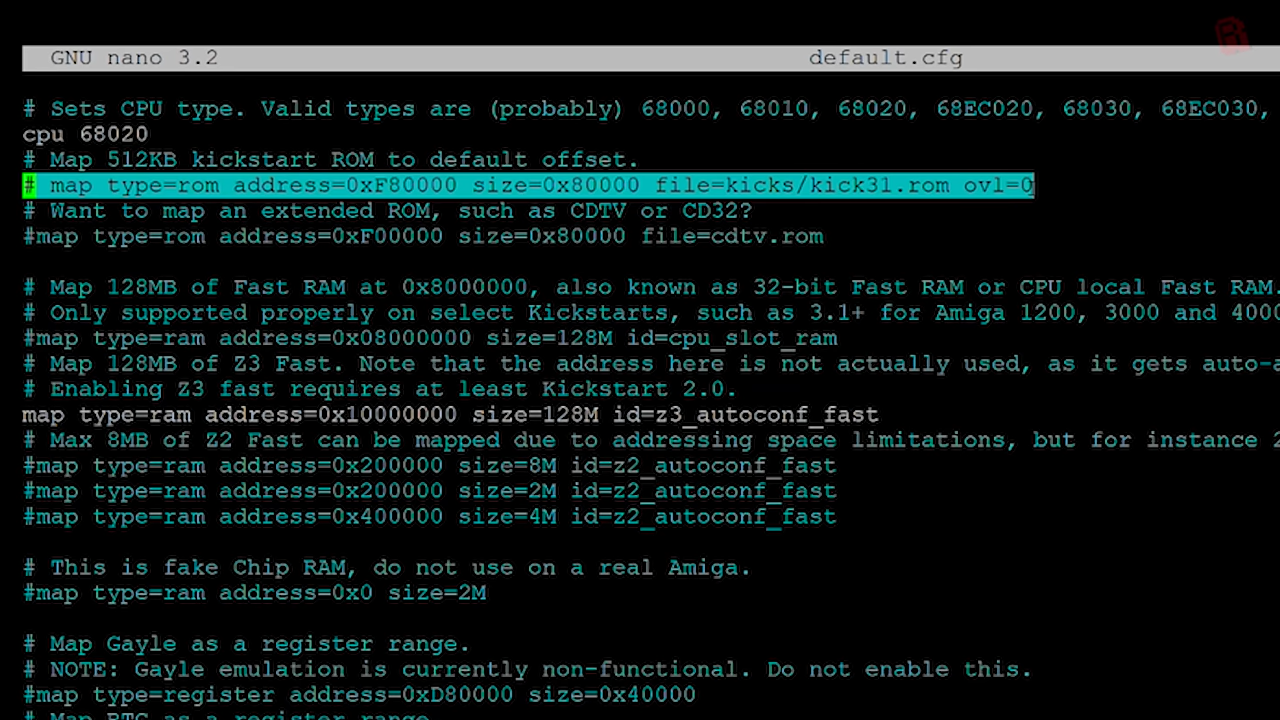 GNU nano 3.2 default.cfg
# Sets CPU type. Valid types are (probably) 68000, 68010, 68020, 68EC020, 68030, 68EC030,
cpu 68020
# Map 512KB kickstart ROM to default offset.
# map type=rom address=0xF80000 size=0x80000 file=kicks/kick31.rom ovl=0
# Want to map an extended ROM, such as CDTV or CD32?
#map type=rom address=0xF00000 size=0x80000 file=cdtv.rom
# Map 128MB of Fast RAM at 0x8000000, also known as 32-bit Fast RAM or CPU local Fast RAM.
# Only supported properly on select Kickstarts, such as 3.1+ for Amiga 1200, 3000 and 4000
#map type=ram address=0x08000000 size=128M id=cpu_slot_ram
# Map 128MB of Z3 Fast. Note that the address here is not actually used, as it gets auto-a
# Enabling Z3 fast requires at least Kickstart 2.0.
map type=ram address=0x10000000 size=128M id=z3_autoconf_fast
# Max 8MB of Z2 Fast can be mapped due to addressing space limitations, but for instance 2
#map type=ram address=0x200000 size=8M id=z2_autoconf_fast
#map type=ram address=0x200000 size=2M id=z2_autoconf_fast
#map type=ram address=0x400000 size=4M id=z2_autoconf_fast
# This is fake Chip RAM, do not use on a real Amiga.
#map type=ram address=0x0 size=2M
# Map Gayle as a register range.
# NOTE: Gayle emulation is currently non-functional. Do not enable this.
#map type=register address=0xD80000 size=0x40000
# Map RTC as a register range.